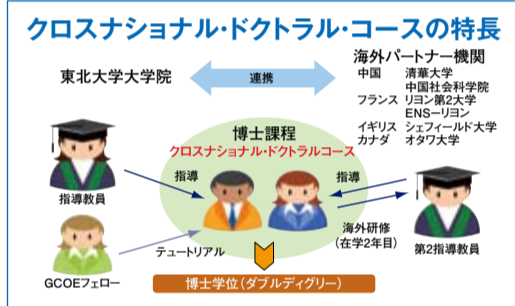 クロスナショナル・ドクトラル・コースの特長
東北大学大学院
連携
海外パートナー機関
中国 清華大学
中国社会科学院
フランス リヨン第2大学
ENSーリヨン
イギリス シェフィールド大学
カナダ オタワ大学
博士課程
クロスナショナル・ドクトラルコース
指導
指導
指導教員
海外研修
(在学2年目)
第2指導教員
テュートリアル
GCOEフェロー
博士学位(ダブルディグリー)